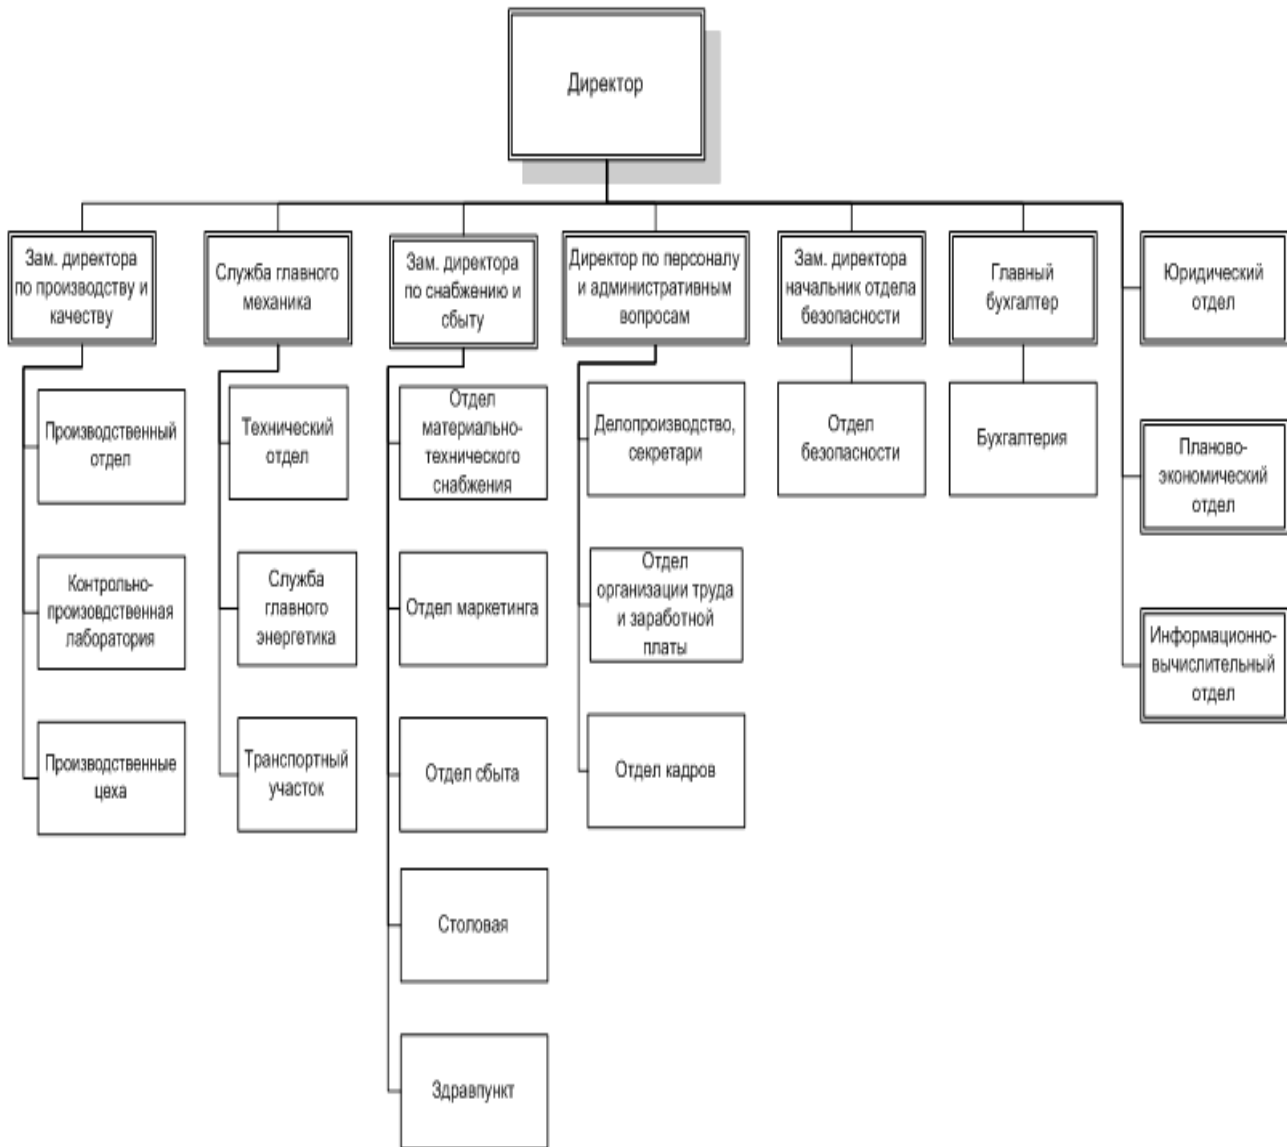 Директор
Зам. директора
по производству и
качеству
Служба главного
механика
Зам. директора
по снабжению и
сбыту
Директор по персоналу
и административным
вопросам
Зам. директора
начальник отдела
безопасности
Главный
бухгалтер
Юридический
отдел
Производственный
отдел
Технический
отдел
Отдел
материально-
технического
снабжения
Делопроизводство,
секретари
Отдел
безопасности
Бухгалтерия
Планово-
экономический
отдел
Контрольно-
произовдственная
лаборатория
Служба
главного
энергетика
Отдел маркетинга
Отдел
организации труда
и заработной
платы
Информационно-
вычислительный
отдел
Производственные
цеха
Транспортный
участок
Отдел сбыта
Отдел кадров
Столовая
Здравпункт